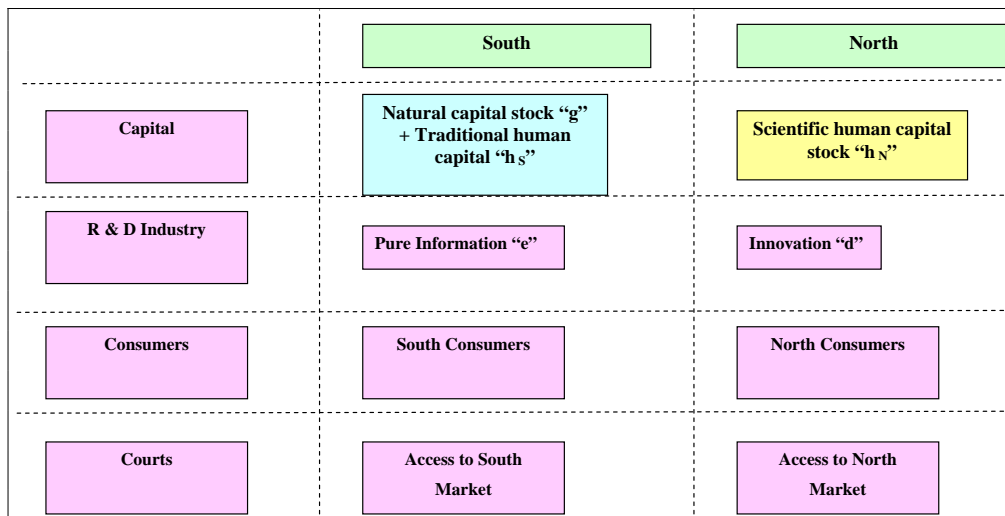 South
North
Capital
Natural capital stock “g”
+ Traditional human
capital “h S”
Scientific human capital
stock “h N”
R & D Industry
Pure Information “e”
Innovation “d”
Consumers
South Consumers
North Consumers
Courts
Access to South
Market
Access to North
Market